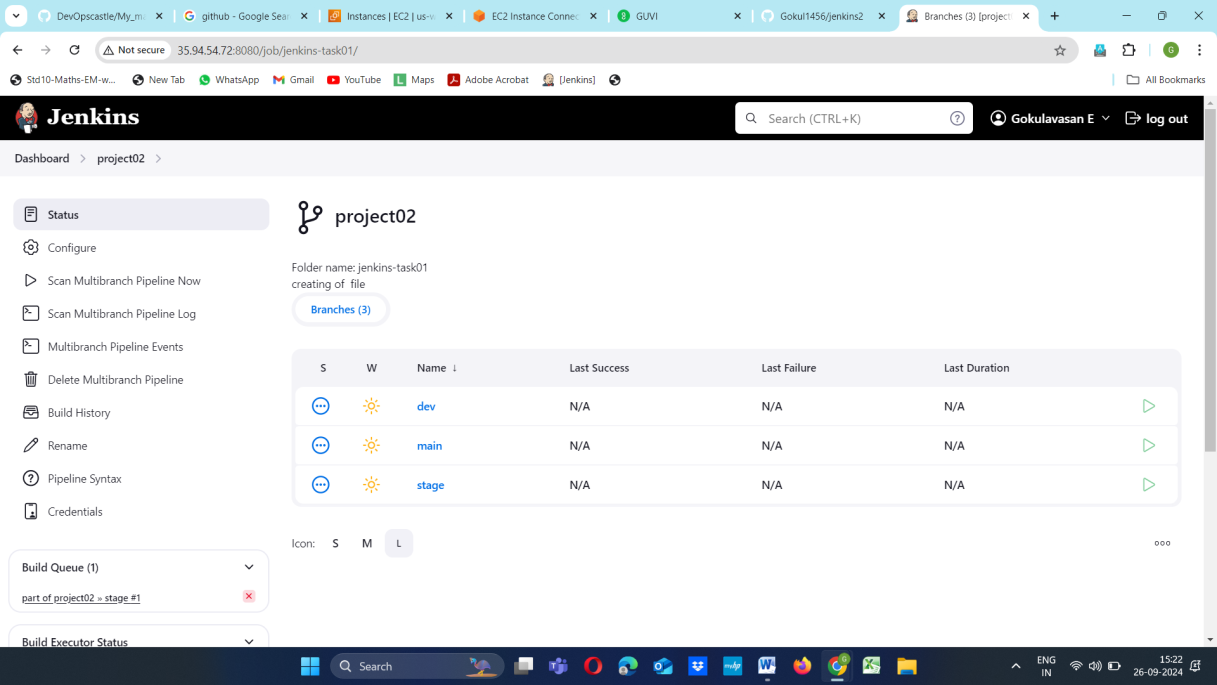 DevOpscastle/My_ma
github - Google Sear
Instances | EC2 | us-w
EC2 Instance Connec
GUVI
Gokul1456/jenkins2
Branches (3) [project
Not secure 35.94.54.72:8080/job/jenkins-task01/
G
Std10-Maths-EM-w...
New Tab
WhatsApp
Gmail
YouTube
Maps
Adobe Acrobat
[Jenkins]
All Bookmarks
Jenkins
Search (CTRL+K)
Gokulavasan E
log out
Dashboard > project02 >
Status
Configure
Scan Multibranch Pipeline Now
Scan Multibranch Pipeline Log
Multibranch Pipeline Events
Delete Multibranch Pipeline
Build History
Rename
Pipeline Syntax
Credentials
Build Queue (1)
part of project02 » stage #1
Build Executor Status
project02
Folder name: jenkins-task01
creating of file
Branches (3)
S W Name ↓ Last Success Last Failure Last Duration
dev N/A N/A N/A
main N/A N/A N/A
stage N/A N/A N/A
Icon: S M L
Search
ENG
IN
15:22
26-09-2024